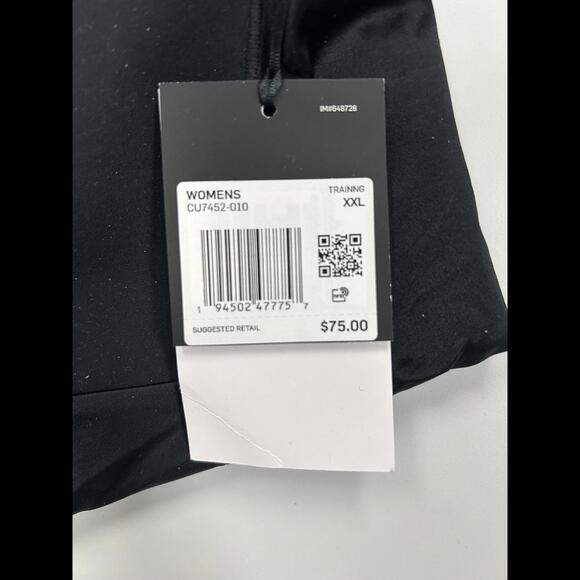 IM#648728
WOMENS
TRAINNG
CU7452-010
XXL
1 94502 47775 7
SUGGESTED RETAIL
$75.00